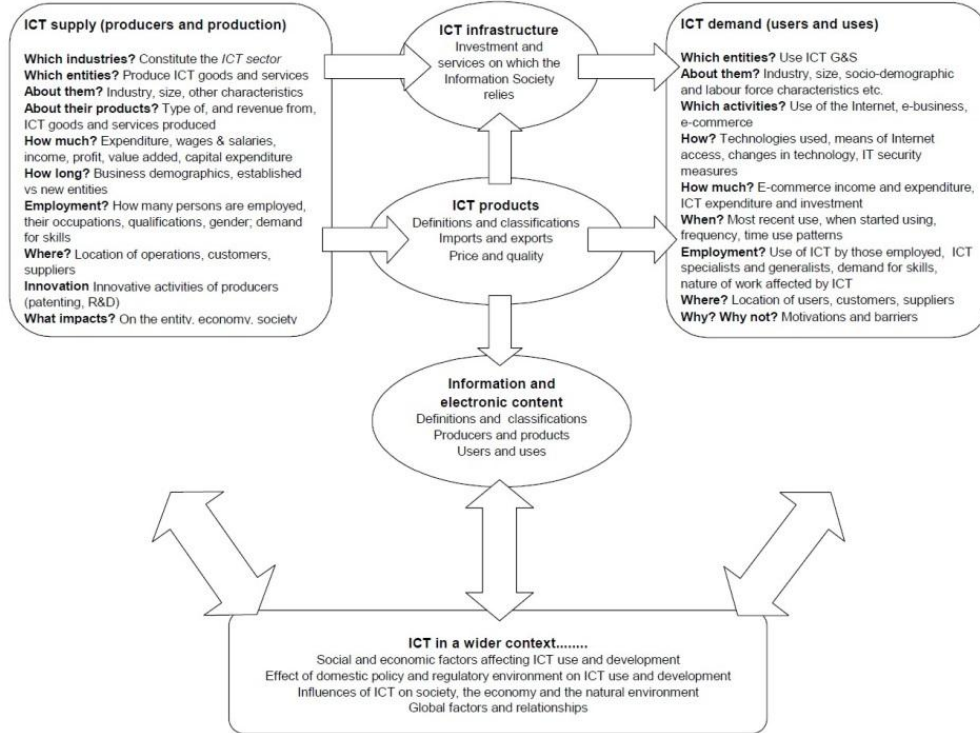 ICT supply (producers and production)
Which industries? Constitute the ICT sector
Which entities? Produce ICT goods and services
About them? Industry, size, other characteristics
About their products? Type of, and revenue from,
ICT goods and services produced
How much? Expenditure, wages & salaries,
income, profit, value added, capital expenditure
How long? Business demographics, established
vs new entities
Employment? How many persons are employed,
their occupations, qualifications, gender; demand
for skills
Where? Location of operations, customers,
suppliers
Innovation Innovative activities of producers
(patenting, R&D)
What impacts? On the entity, economy, society
ICT infrastructure
Investment and
services on which the
Information Society
relies
ICT products
Definitions and classifications
Imports and exports
Price and quality
Information and
electronic content
Definitions and classifications
Producers and products
Users and uses
ICT demand (users and uses)
Which entities? Use ICT G&S
About them? Industry, size, socio-demographic
and labour force characteristics etc.
Which activities? Use of the Internet, e-business,
e-commerce
How? Technologies used, means of Internet
access, changes in technology, IT security
measures
How much? E-commerce income and expenditure,
ICT expenditure and investment
When? Most recent use, when started using,
frequency, time use patterns
Employment? Use of ICT by those employed, ICT
specialists and generalists, demand for skills,
nature of work affected by ICT
Where? Location of users, customers, suppliers
Why? Why not? Motivations and barriers
ICT in a wider context........
Social and economic factors affecting ICT use and development
Effect of domestic policy and regulatory environment on ICT use and development
Influences of ICT on society, the economy and the natural environment
Global factors and relationships